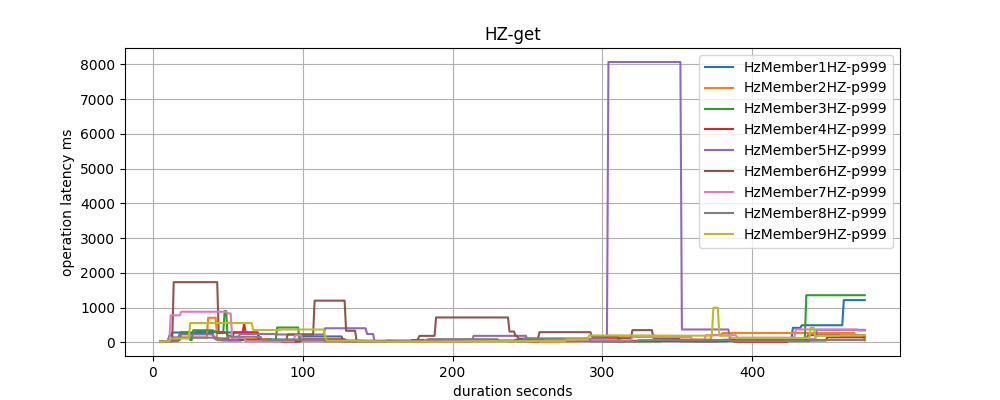 HZ-get
operation latency ms
8000
7000
6000
5000
4000
3000
2000
1000
0
HzMember1HZ-p999
HzMember2HZ-p999
HzMember3HZ-p999
HzMember4HZ-p999
HzMember5HZ-p999
HzMember6HZ-p999
HzMember7HZ-p999
HzMember8HZ-p999
HzMember9HZ-p999
0 100 200 300 400
duration seconds